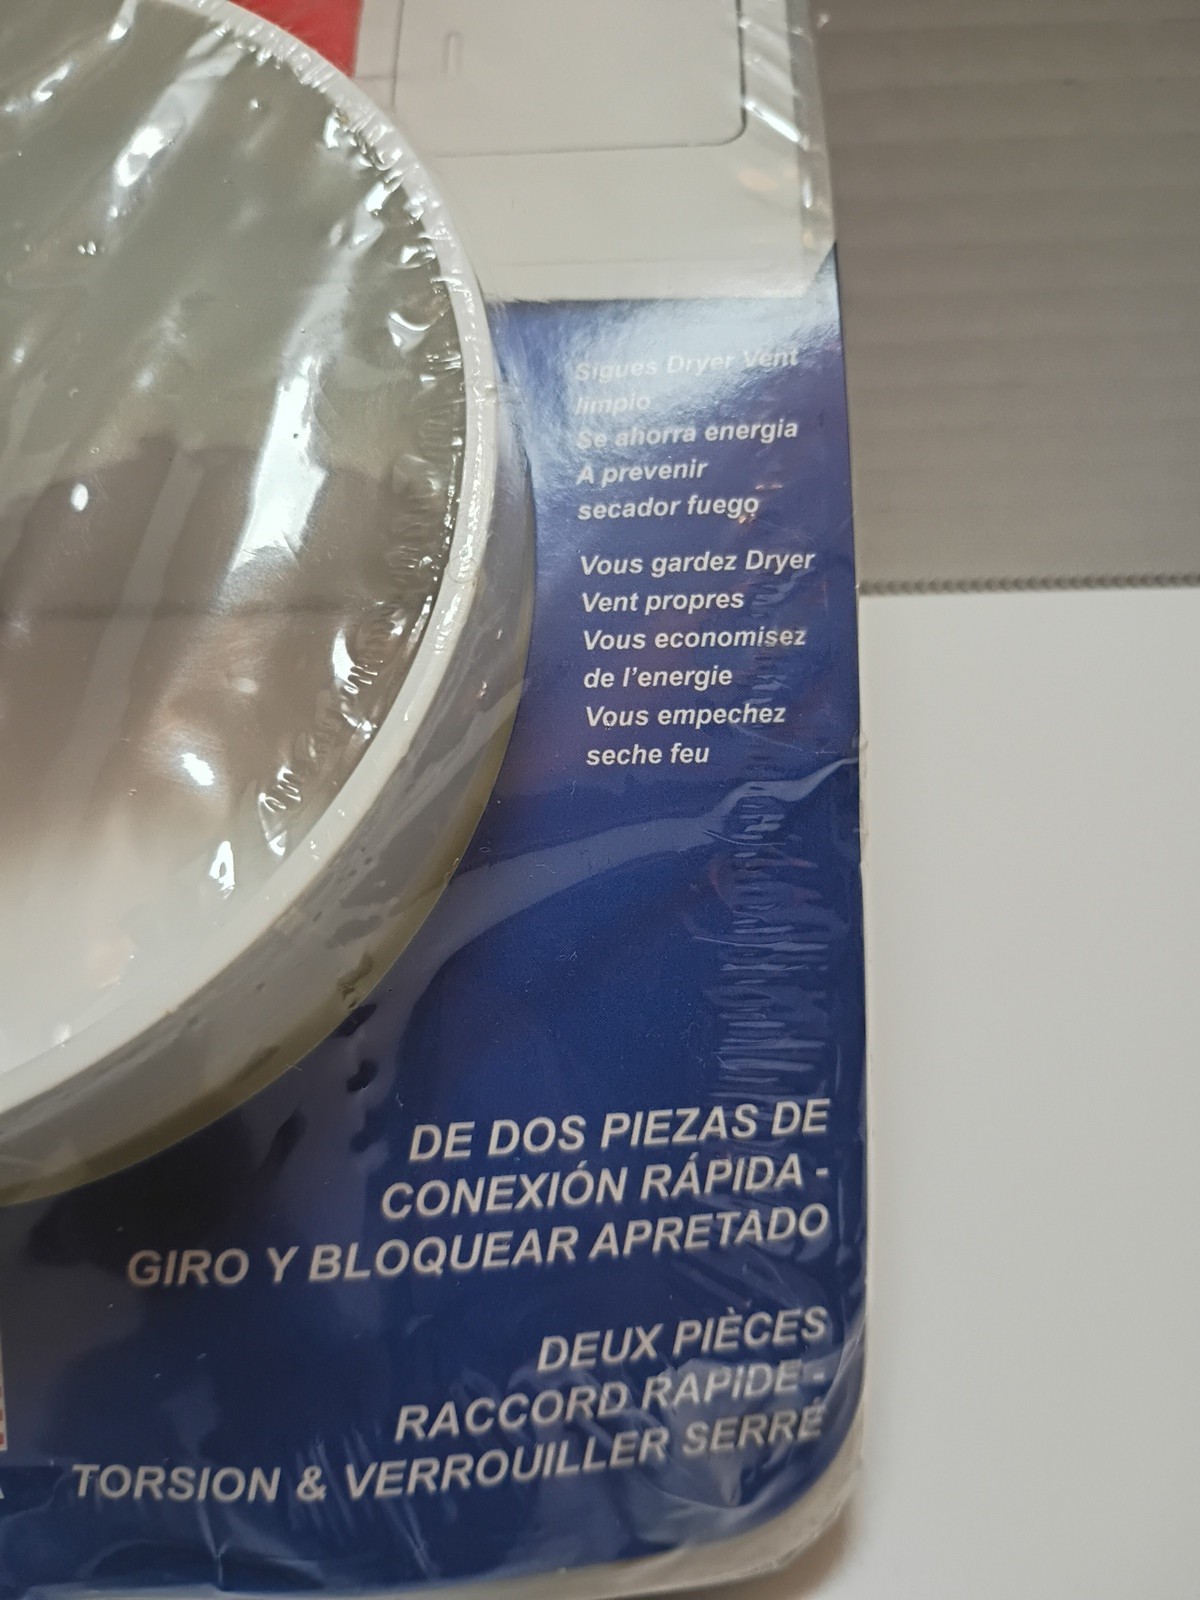 Sigues Dryer Vent
limpio
Se ahorra energia
A prevenir
secador fuego
Vous gardez Dryer
Vent propres
Vous economisez
de l'energie
Vous empechez
seche feu
DE DOS PIEZAS DE
CONEXIÓN RÁPIDA -
GIRO Y BLOQUEAR APRETADO
DEUX PIÈCES
RACCORD RAPIDE -
TORSION & VERROUILLER SERRÉ